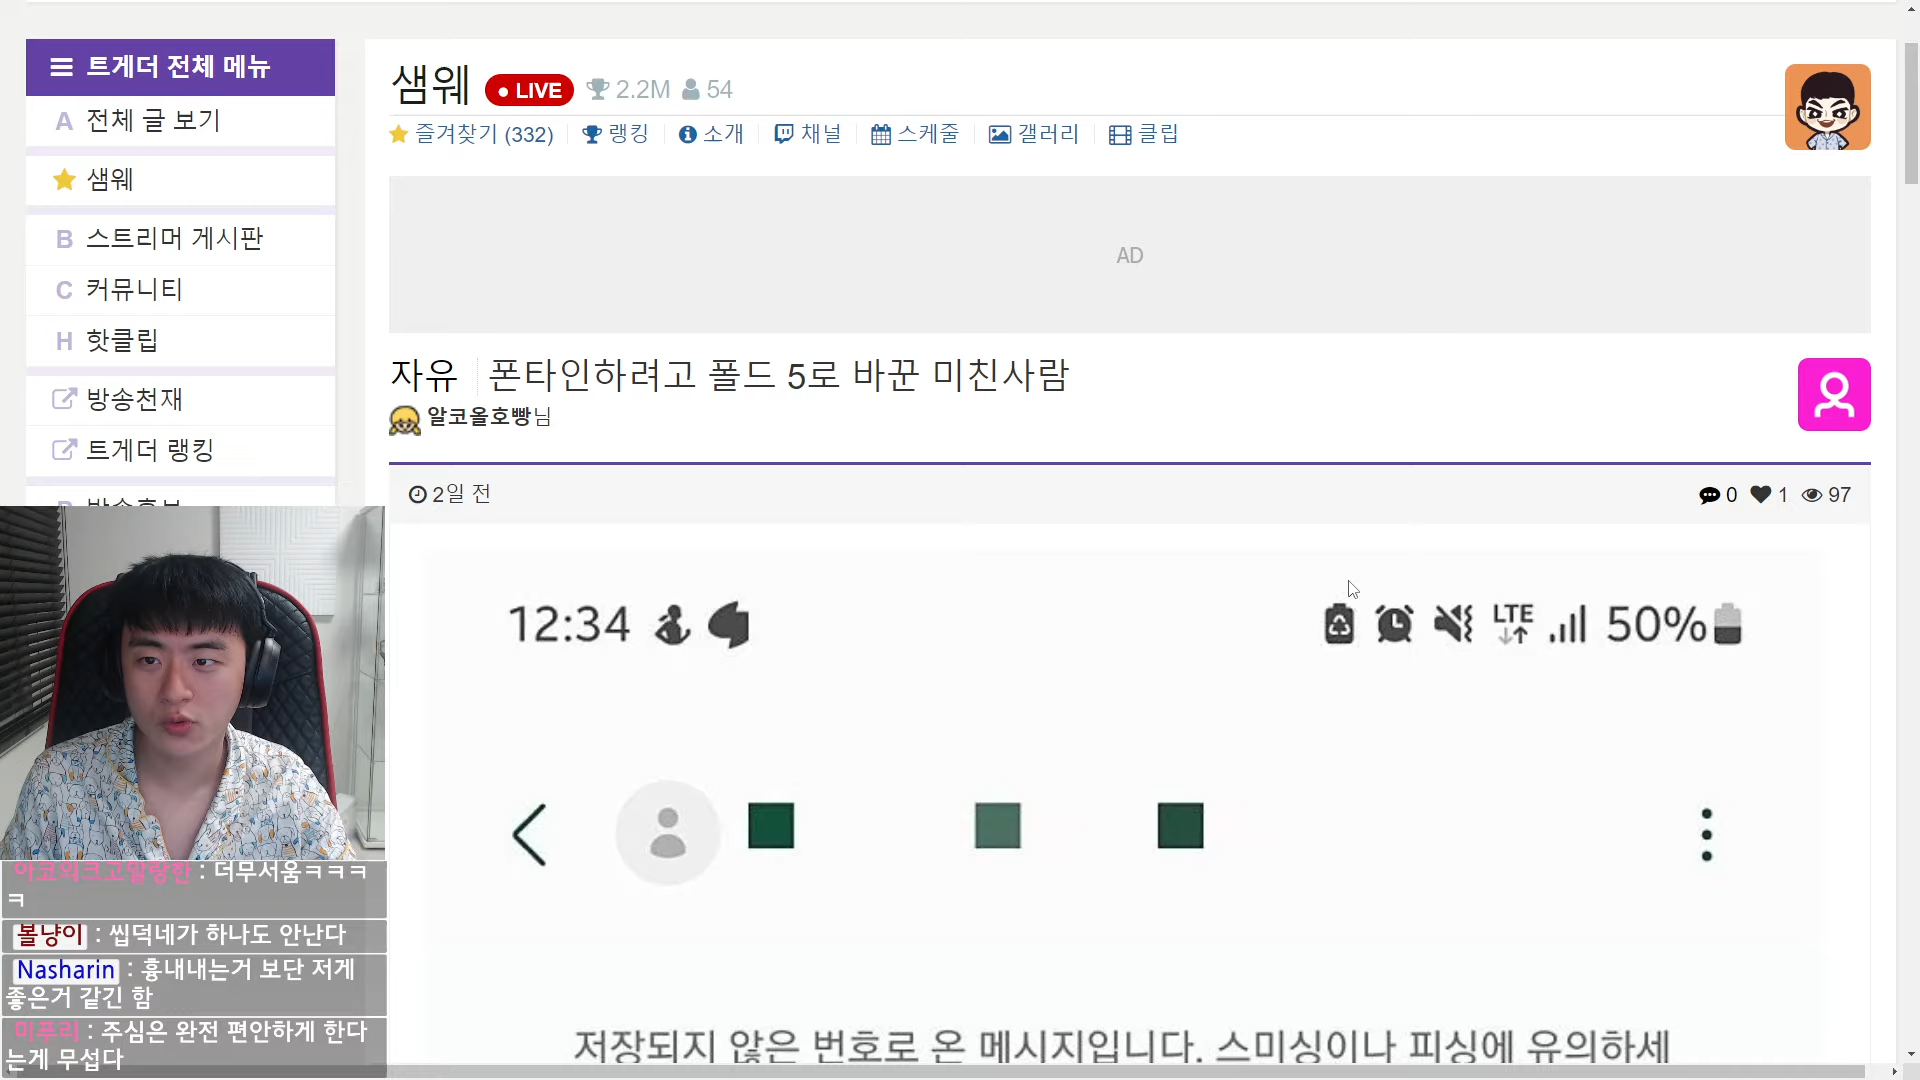 트게더 전체 메뉴
A 전체 글 보기
샘웨
B 스트리머 게시판
C 커뮤니티
H 핫클립
방송천재
트게더 랭킹
샘웨 LIVE 2.2M 54
즐겨찾기 (332) 랭킹 소개 채널 스케줄 갤러리 클립
AD
자유 폰타인하려고 폴드 5로 바꾼 미친사람
알코올호빵님
2일 전 0 1 97
12:34 LTE 50%
저장되지 않은 번호로 온 메시지입니다. 스미싱이나 피싱에 유의하세
아코의크고말랑한 : 더무서움ㅋㅋㅋ
ㅋ
볼냥이 : 씹덕네가 하나도 안난다
Nasharin : 흉내내는거 보단 저게
좋은거 같긴 함
미푸리 : 주심은 완전 편안하게 한다
는게 무섭다